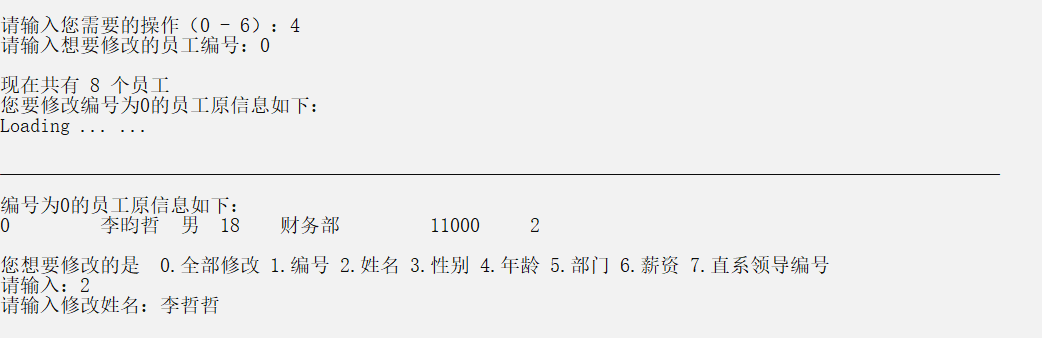 请输入您需要的操作（0 - 6）：4
请输入想要修改的员工编号：0
现在共有 8 个员工
您要修改编号为0的员工原信息如下：
Loading ... ...
编号为0的员工原信息如下：
0 李昀哲 男 18 财务部 11000 2
您想要修改的是 0.全部修改 1.编号 2.姓名 3.性别 4.年龄 5.部门 6.薪资 7.直系领导编号
请输入：2
请输入修改姓名：李哲哲